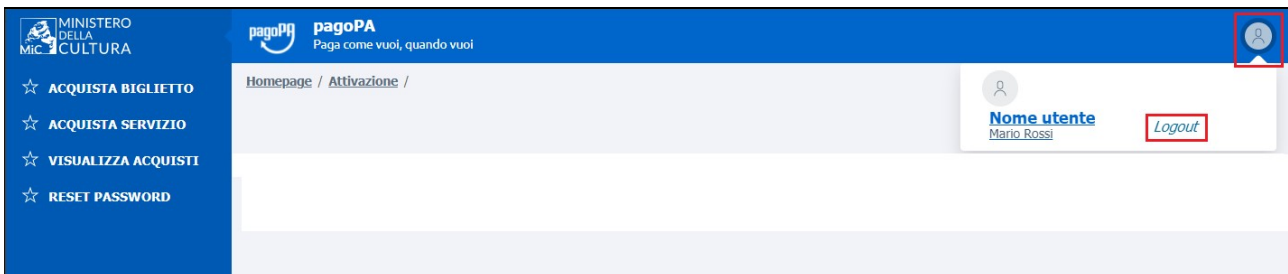 MINISTERO
DELLA
MiC CULTURA
pagoPA
pagoPA
Paga come vuoi, quando vuoi
Homepage / Attivazione /
ACQUISTA BIGLIETTO
ACQUISTA SERVIZIO
VISUALIZZA ACQUISTI
RESET PASSWORD
Nome utente
Mario Rossi
Logout